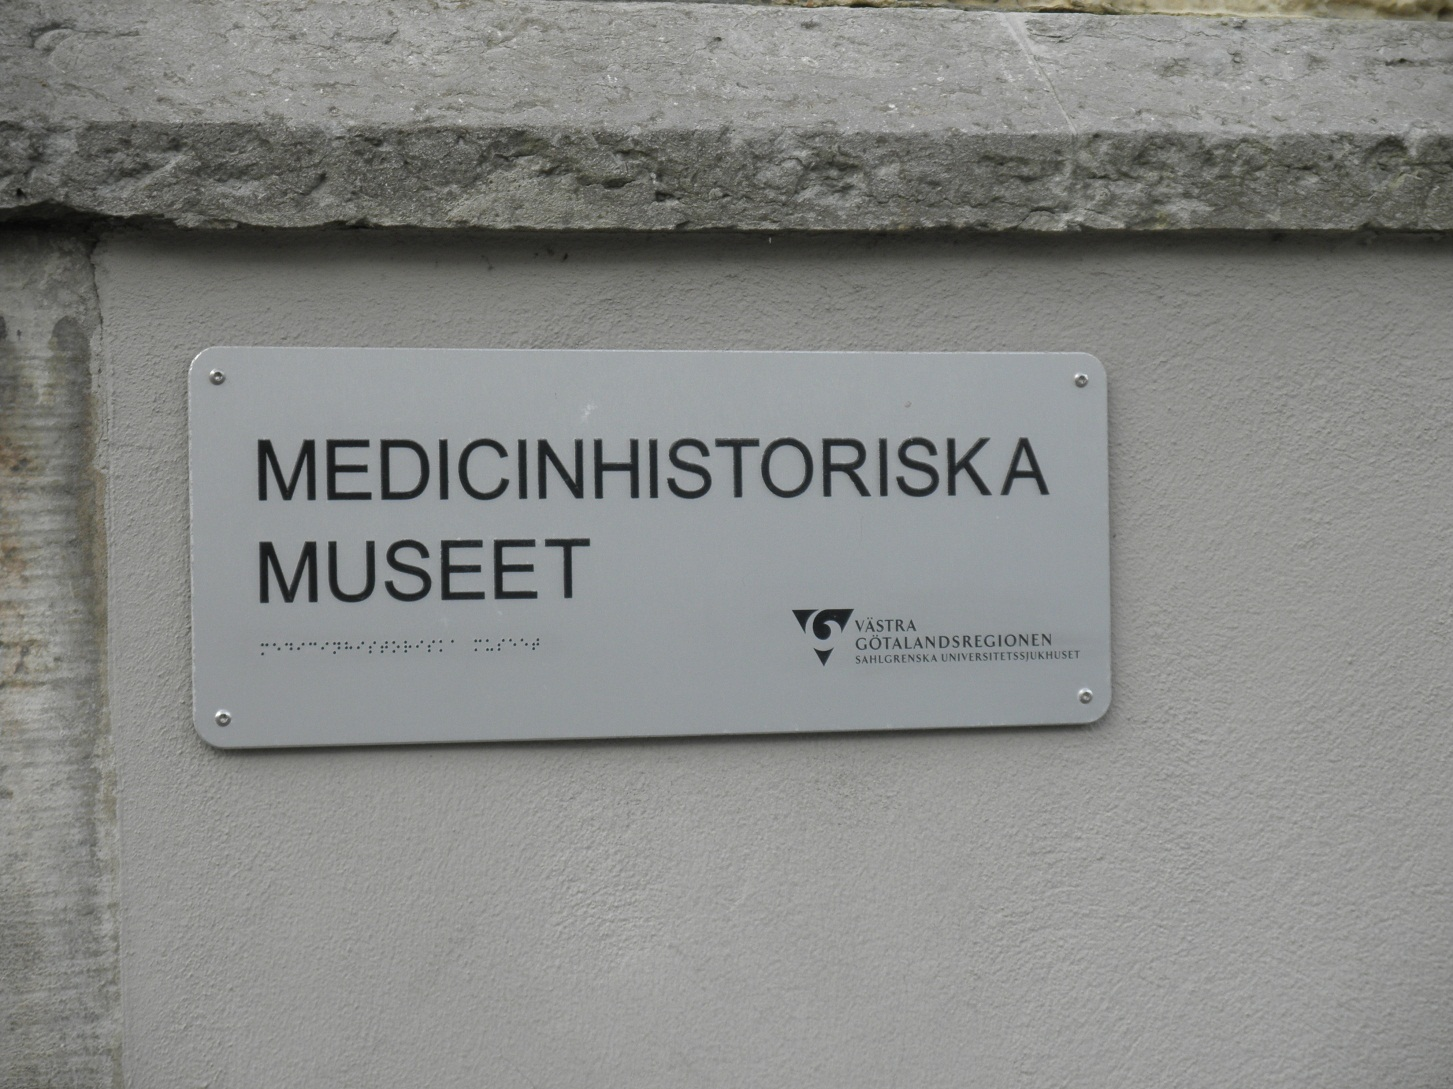 MEDICINHISTORISKA
MUSEET
⠍⠑⠙⠊⠉⠊⠝⠓⠊⠎⠞⠕⠗⠊⠎⠅⠁ ⠍⠥⠎⠑⠑⠞
VÄSTRA
GÖTALANDSREGIONEN
SAHLGRENSKA UNIVERSITETSSJUKHUSET